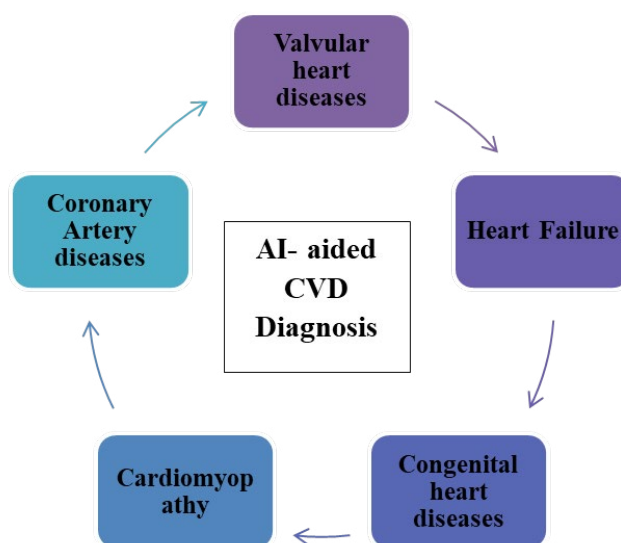 Valvular
heart
diseases
Heart Failure
Congenital
heart
diseases
Cardiomyop
athy
Coronary
Artery
diseases
AI- aided
CVD
Diagnosis